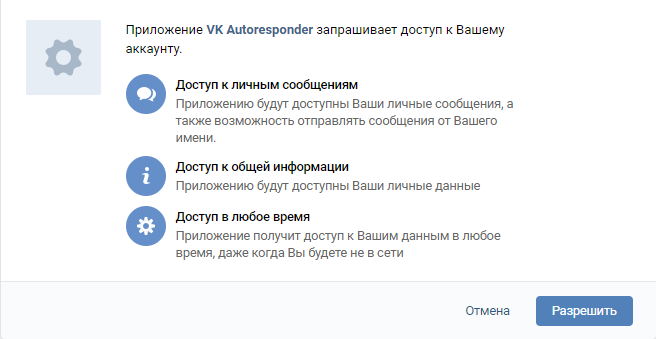 Приложение VK Autoresponder запрашивает доступ к Вашему
аккаунту.
Доступ к личным сообщениям
Приложению будут доступны Ваши личные сообщения, а
также возможность отправлять сообщения от Вашего
имени.
Доступ к общей информации
Приложению будут доступны Ваши личные данные
Доступ в любое время
Приложение получит доступ к Вашим данным в любое
время, даже когда Вы будете не в сети
Отмена
Разрешить